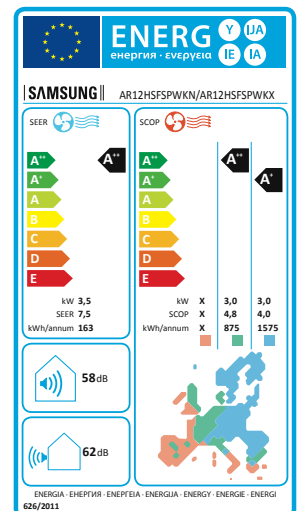 ENERG Y IJA
енергия · ενεργεια IE IA
SAMSUNG AR12HSFSPWKN/AR12HSFSPWKX
SEER
SCOP
A++
A+
A
B
C
D
E
A++
kW 3,5
SEER 7,5
kWh/annum 163
A++
A+
A
B
C
D
E
A++
A+
kW X 3,0 3,0
SCOP X 4,8 4,0
kWh/annum X 875 1575
58dB
62dB
ENERGIA · ЕНЕРГИЯ · ΕΝΕΡΓΕΙΑ · ENERGIJA · ENERGY · ENERGIE · ENERGI
626/2011